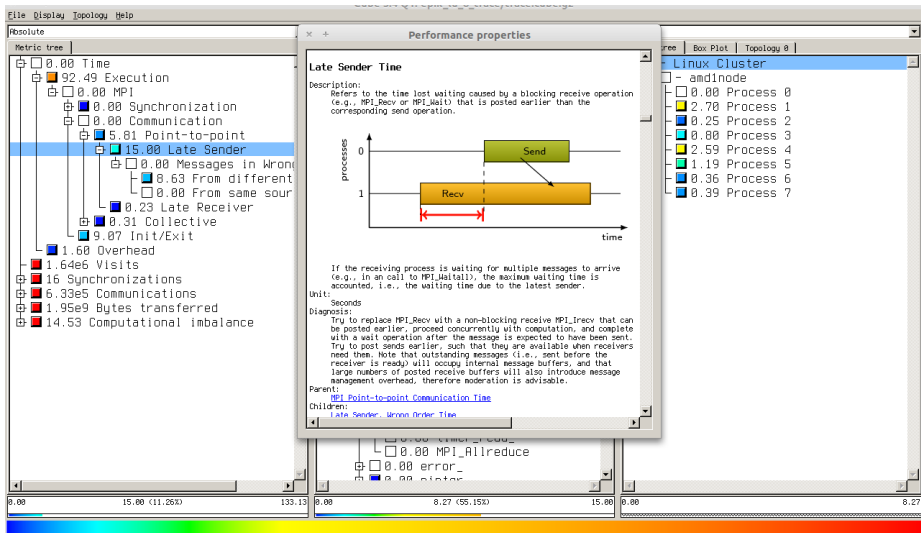 File Display Topology Help
Absolute
Metric tree
0.00 Time
92.49 Execution
0.00 MPI
0.00 Synchronization
0.00 Communication
5.81 Point-to-point
15.00 Late Sender
0.00 Messages in Wron
8.63 From different
0.00 From same sour
0.23 Late Receiver
0.31 Collective
9.07 Init/Exit
1.60 Overhead
1.64e6 Visits
16 Synchronizations
6.33e5 Communications
1.95e9 Bytes transferred
14.53 Computational imbalance
Performance properties
Late Sender Time
Description:
Refers to the time lost waiting caused by a blocking receive operation
(e.g., MPI_Recv or MPI_Wait) that is posted earlier than the
corresponding send operation.
processes
0
Send
1
Recv
time
If the receiving process is waiting for multiple messages to arrive
(e.g., in an call to MPI_Waitall), the maximum waiting time is
accounted, i.e., the waiting time due to the latest sender.
Unit:
Seconds
Diagnosis:
Try to replace MPI_Recv with a non-blocking receive MPI_Irecv that can
be posted earlier, proceed concurrently with computation, and complete
with a wait operation after the message is expected to have been sent.
Try to post sends earlier, such that they are available when receivers
need them. Note that outstanding messages (i.e., sent before the
receiver is ready) will occupy internal message buffers, and that
large numbers of posted receive buffers will also introduce message
management overhead, therefore moderation is advisable.
Parent:
MPI Point-to-point Communication Time
Children:
Late Sender, Wrong Order Time
0.00 MPI_Allreduce
0.00 error_
tree Box Plot Topology 0
- Linux Cluster
- amdinode
0.00 Process 0
2.70 Process 1
0.25 Process 2
0.80 Process 3
2.59 Process 4
1.19 Process 5
0.36 Process 6
0.39 Process 7
0.00 15.00 (11.26%) 133.13
0.00 8.27 (55.15%) 15.00
0.00 8.27